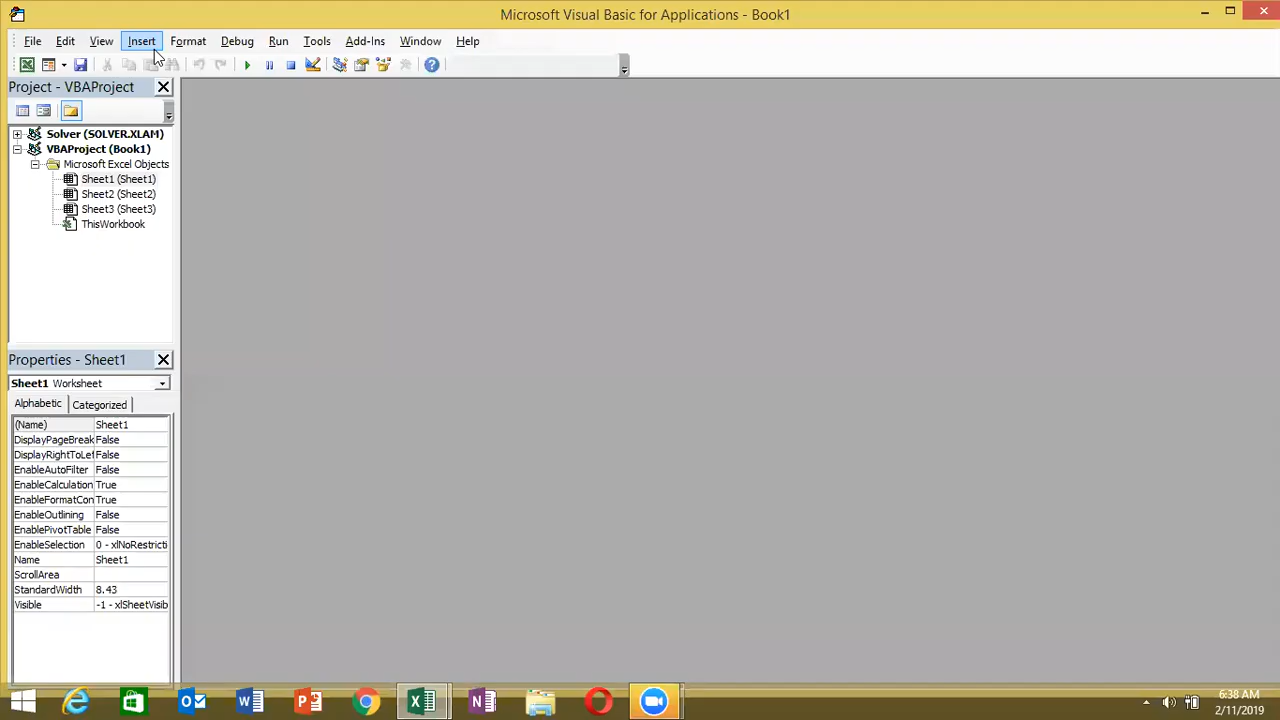 Microsoft Visual Basic for Applications - Book1
File Edit View Insert Format Debug Run Tools Add-Ins Window Help
Project - VBAProject
Solver (SOLVER.XLAM)
VBAProject (Book1)
Microsoft Excel Objects
Sheet1 (Sheet1)
Sheet2 (Sheet2)
Sheet3 (Sheet3)
ThisWorkbook
Properties - Sheet1
Sheet1 Worksheet
Alphabetic Categorized
(Name) Sheet1
DisplayPageBreak False
DisplayRightToLef False
EnableAutoFilter False
EnableCalculation True
EnableFormatCon True
EnableOutlining False
EnablePivotTable False
EnableSelection 0 - xlNoRestricti
Name Sheet1
ScrollArea
StandardWidth 8.43
Visible -1 - xlSheetVisib
6:38 AM
2/11/2019